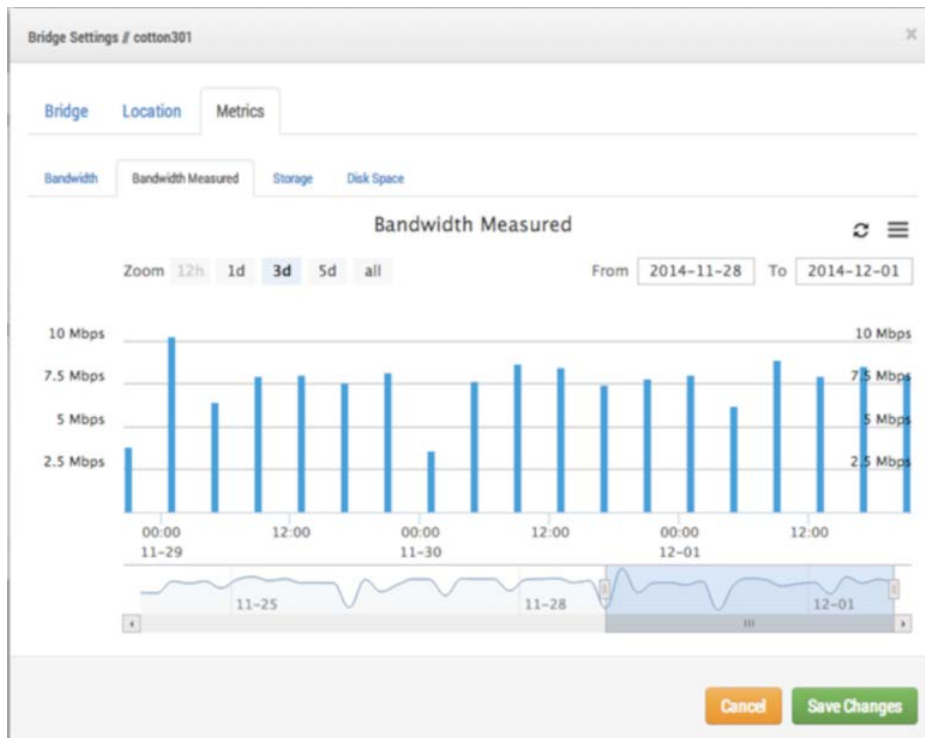 Bridge Settings // cotton301 ×
Bridge Location Metrics
Bandwidth Bandwidth Measured Storage Disk Space
Bandwidth Measured
Zoom 12h 1d 3d 5d all From 2014-11-28 To 2014-12-01
10 Mbps 10 Mbps
7.5 Mbps 7.5 Mbps
5 Mbps 5 Mbps
2.5 Mbps 2.5 Mbps
00:00 12:00 00:00 12:00 00:00 12:00
11-29 11-30 12-01
11-25 11-28 12-01
Cancel Save Changes